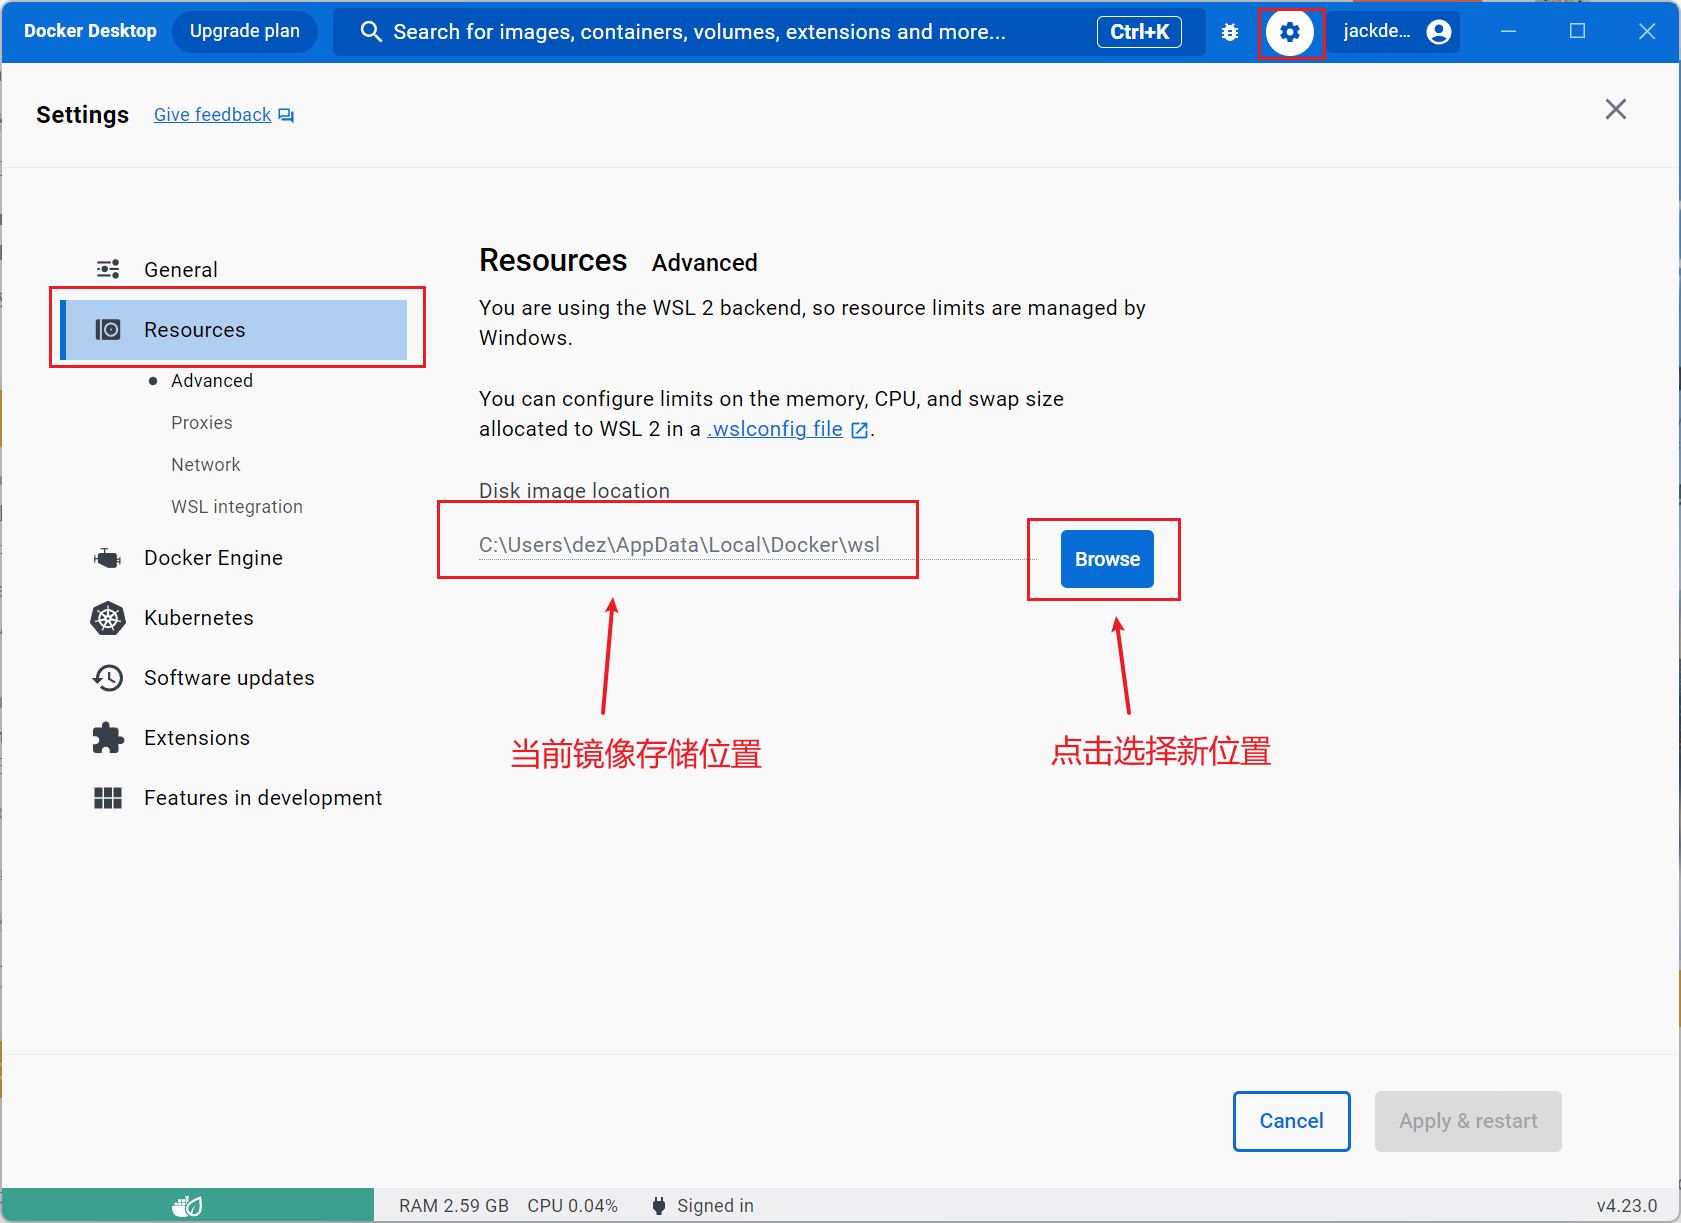 Docker Desktop Upgrade plan Search for images, containers, volumes, extensions and more... Ctrl+K jackde...
Settings Give feedback
General
Resources
Advanced
Proxies
Network
WSL integration
Docker Engine
Kubernetes
Software updates
Extensions
Features in development
Resources Advanced
You are using the WSL 2 backend, so resource limits are managed by
Windows.
You can configure limits on the memory, CPU, and swap size
allocated to WSL 2 in a .wslconfig file.
Disk image location
C:\Users\dez\AppData\Local\Docker\wsl
Browse
当前镜像存储位置
点击选择新位置
Cancel Apply & restart
RAM 2.59 GB CPU 0.04% Signed in v4.23.0